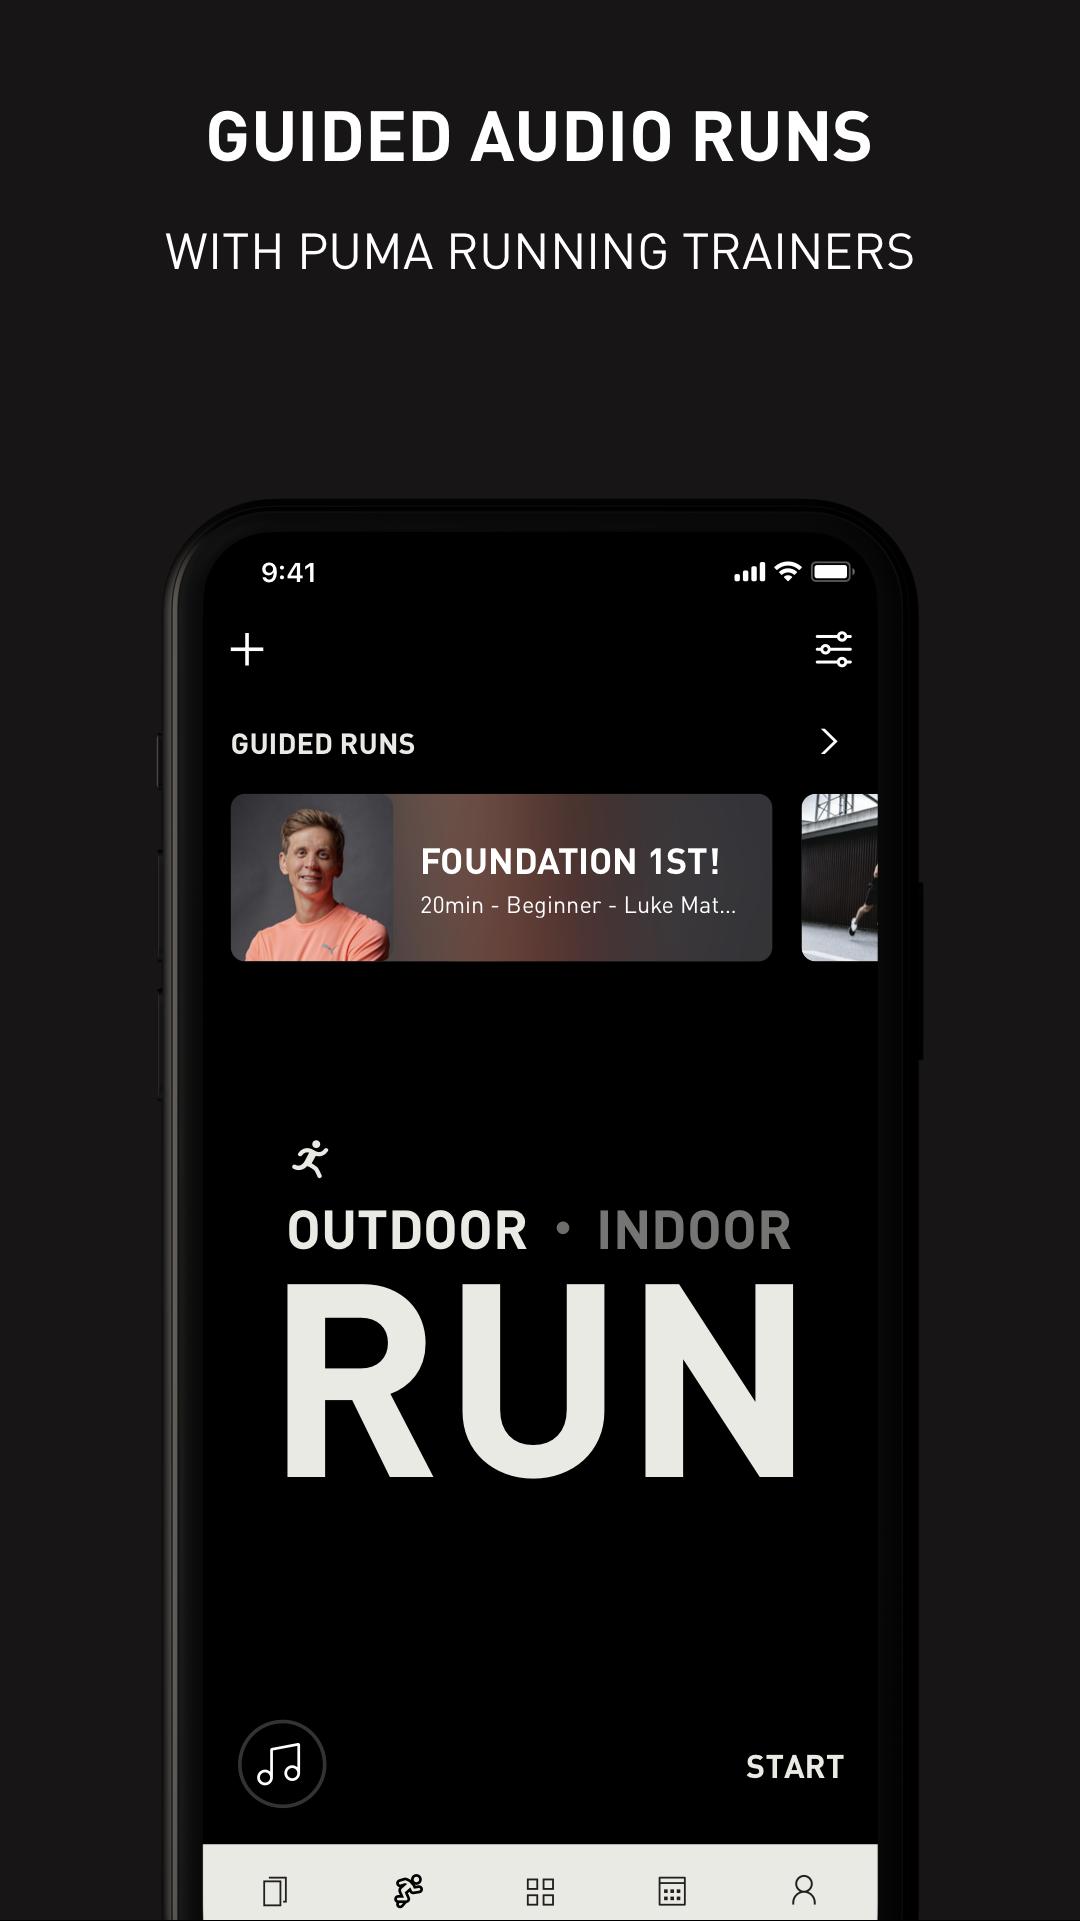 GUIDED AUDIO RUNS
WITH PUMA RUNNING TRAINERS
9:41
GUIDED RUNS
FOUNDATION 1ST!
20min - Beginner - Luke Mat...
OUTDOOR • INDOOR
RUN
START